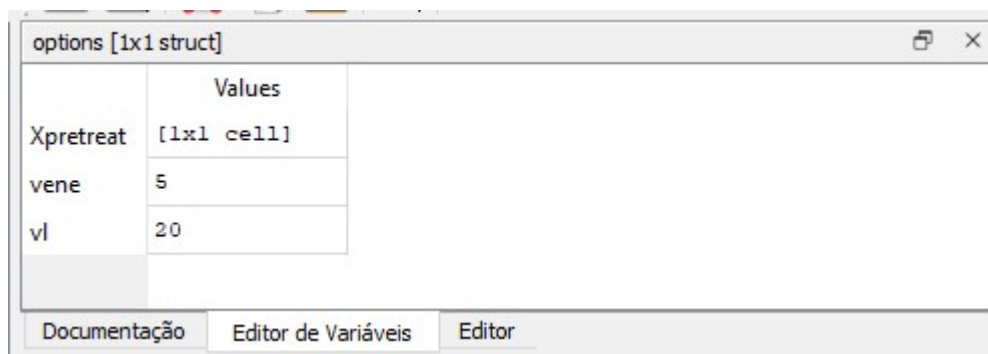 options [1x1 struct]
Values
Xpretreat [1x1 cell]
vene 5
vl 20
Documentação Editor de Variáveis Editor